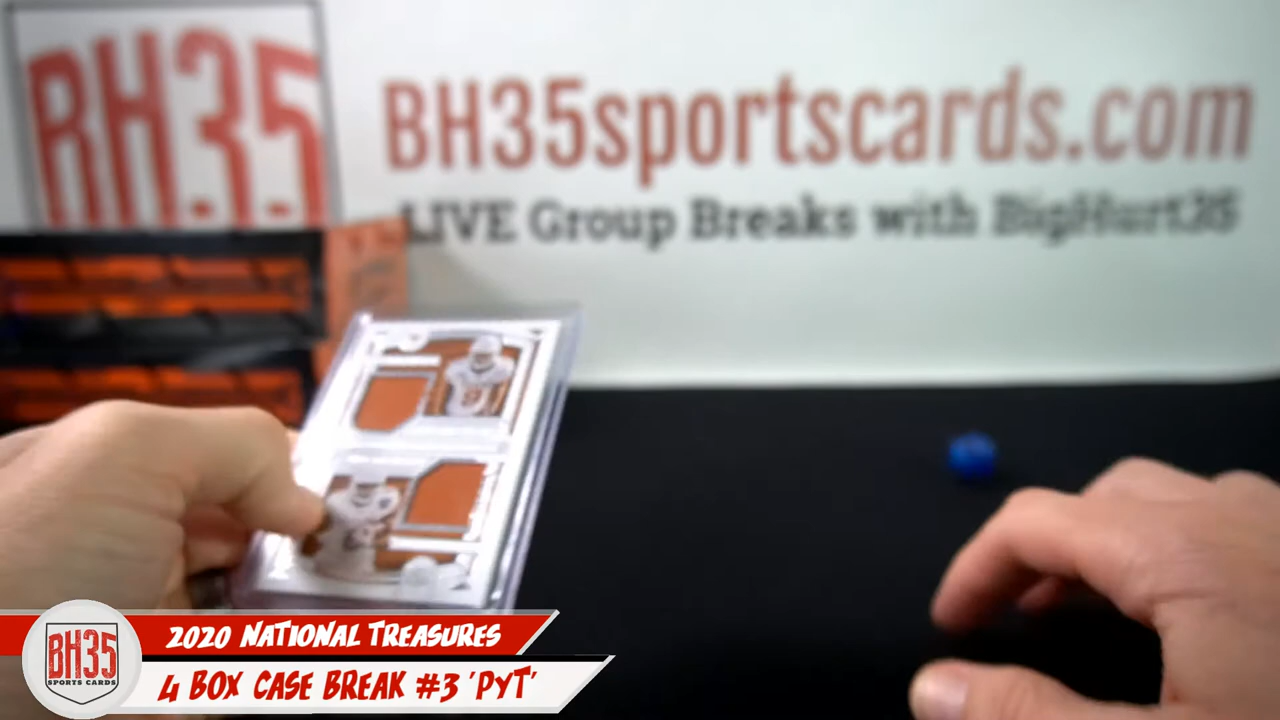 BH35
BH35sportscards.com
LIVE Group Breaks with BigHurt35
2020 NATIONAL TREASURES
4 BOX CASE BREAK #3 'PYT'
BH35
SPORTS CARDS